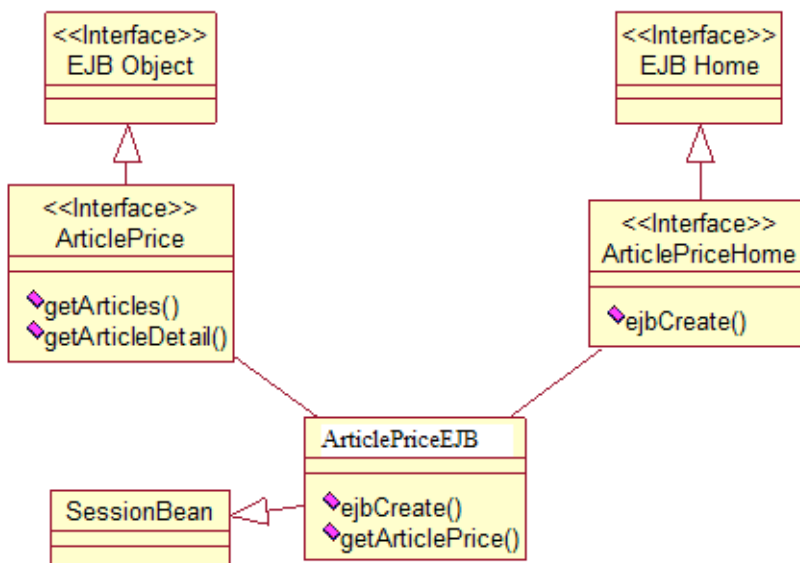 <<Interface>>
EJB Object
<<Interface>>
EJB Home
<<Interface>>
ArticlePrice
getArticles()
getArticleDetail()
<<Interface>>
ArticlePriceHome
ejbCreate()
ArticlePriceEJB
ejbCreate()
getArticlePrice()
SessionBean